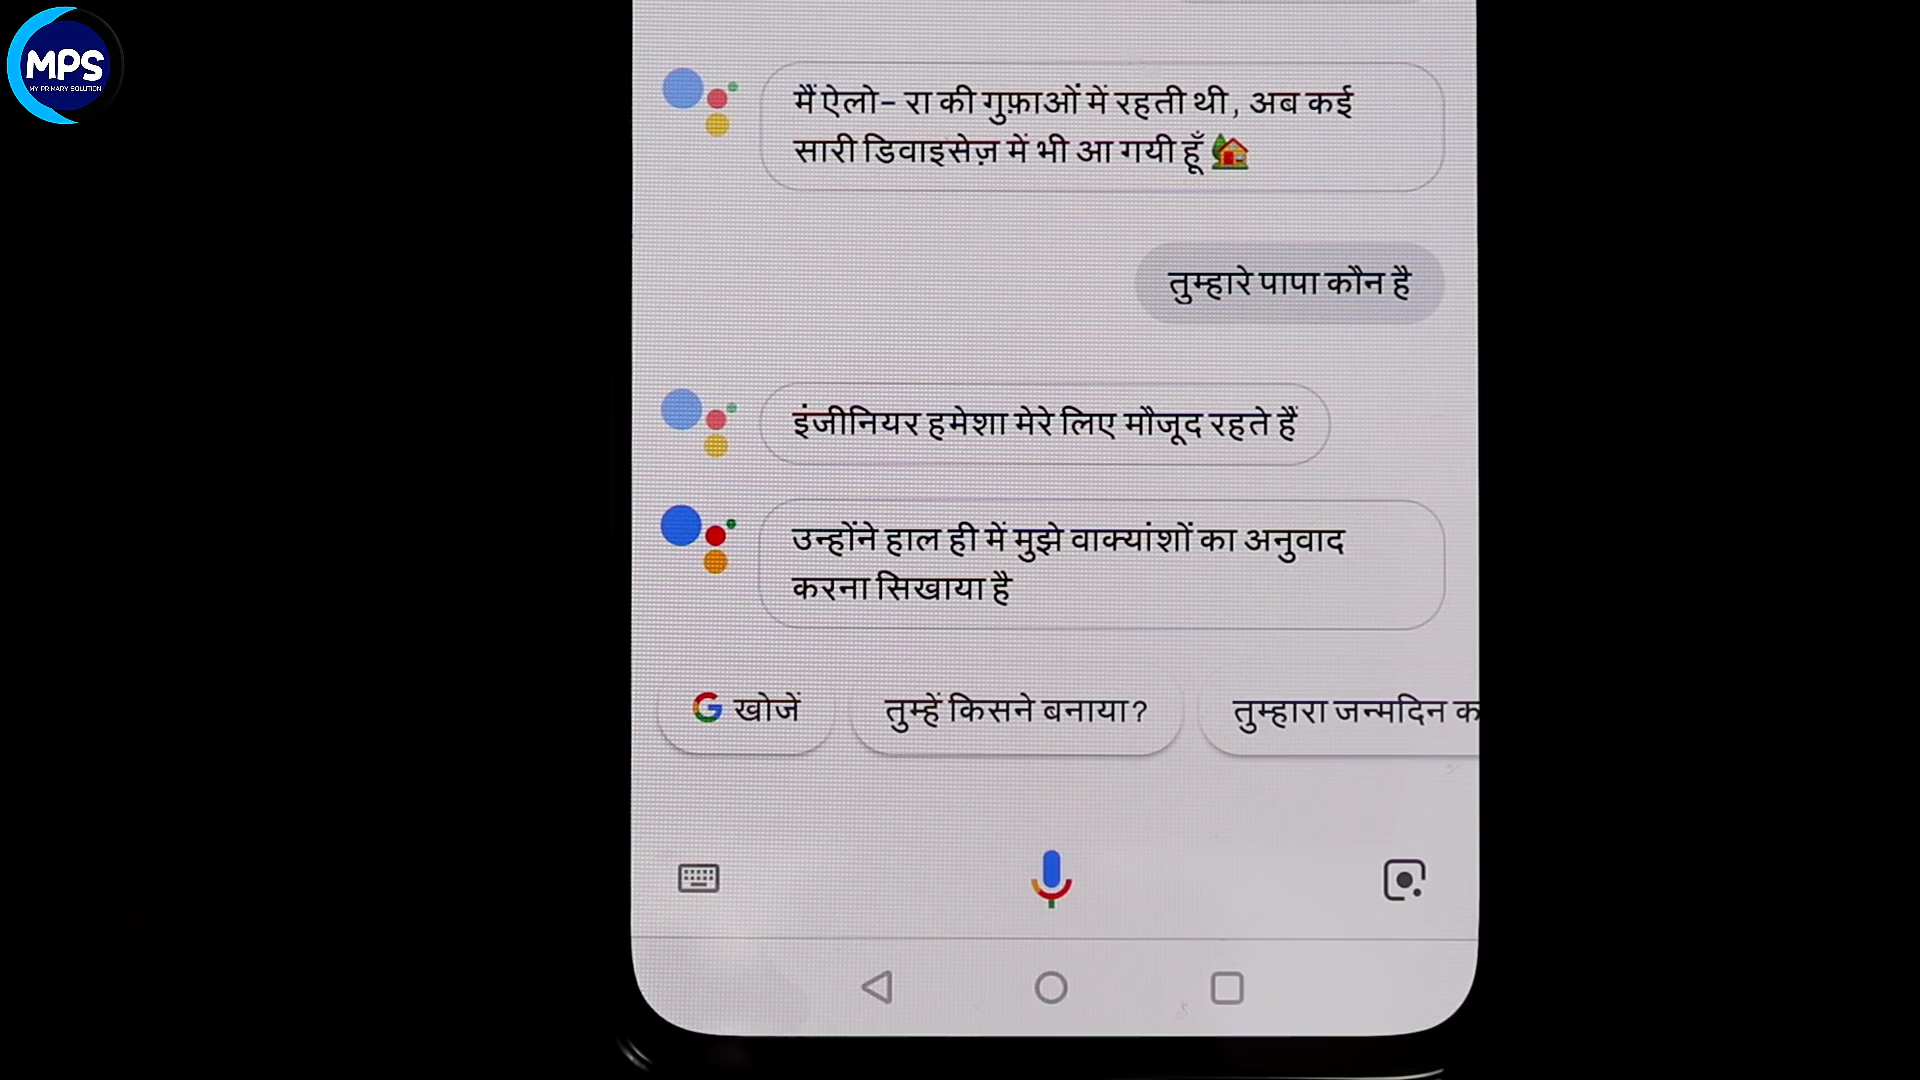 MPS
MY PRIMARY SOLUTION
मैं ऐलो- रा की गुफ़ाओं में रहती थी, अब कई
सारी डिवाइसेज़ में भी आ गयी हूँ
तुम्हारे पापा कौन है
इंजीनियर हमेशा मेरे लिए मौजूद रहते हैं
उन्होंने हाल ही में मुझे वाक्यांशों का अनुवाद
करना सिखाया है
G खोजें
तुम्हें किसने बनाया?
तुम्हारा जन्मदिन क